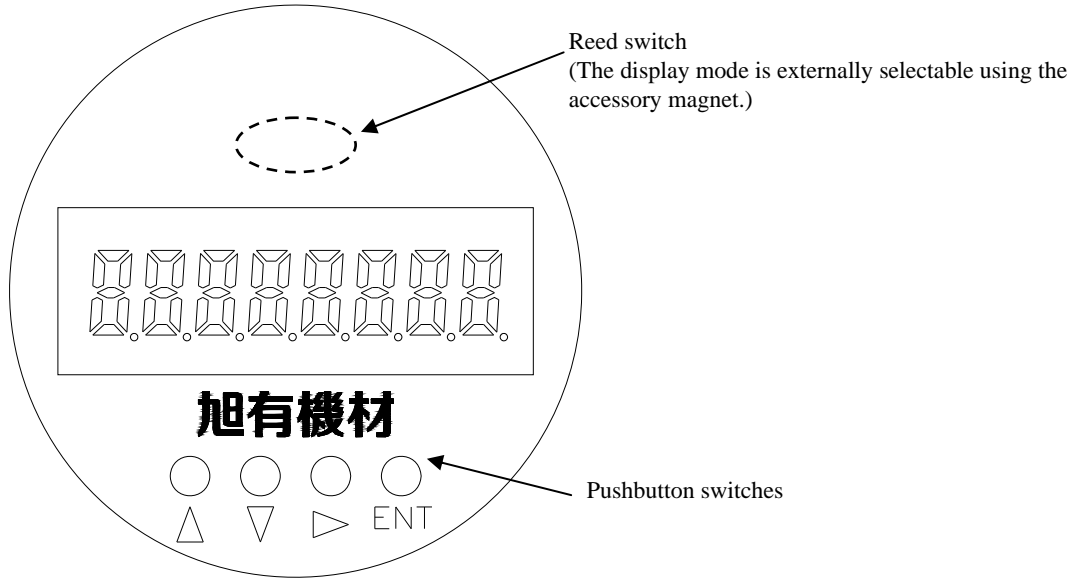 Reed switch
(The display mode is externally selectable using the
accessory magnet.)
旭有機材
Pushbutton switches
ENT